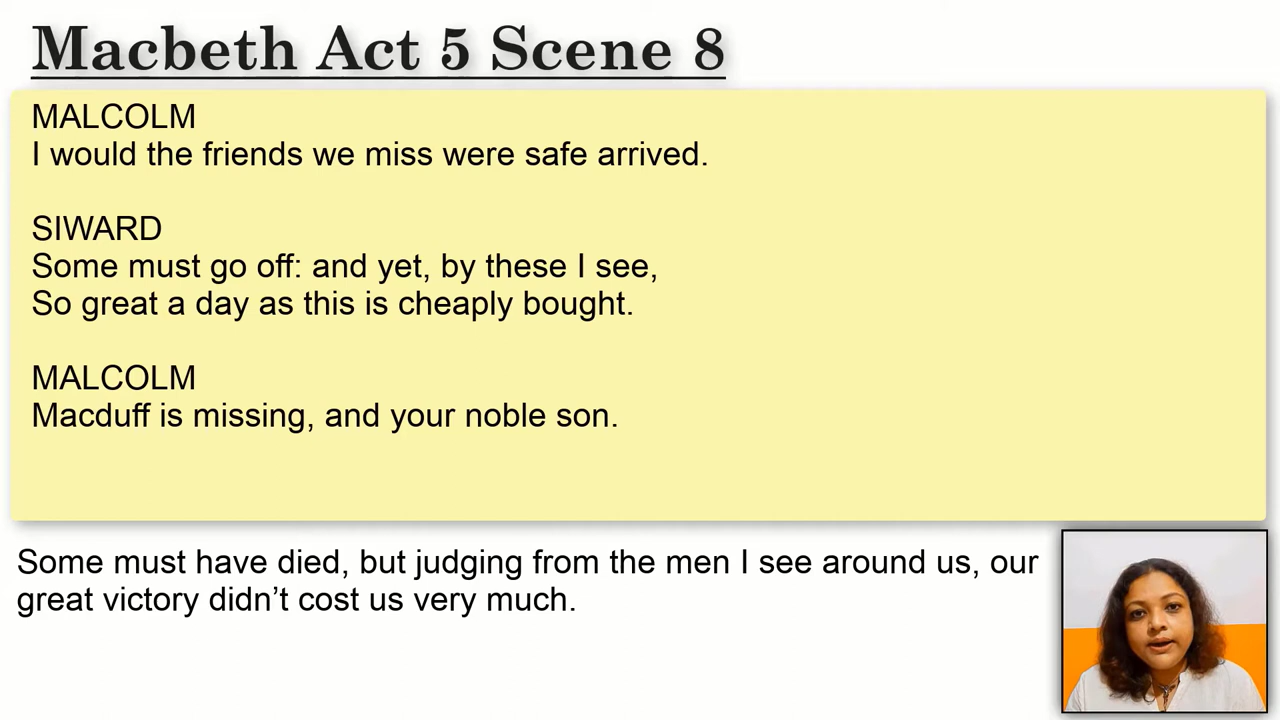 Macbeth Act 5 Scene 8
MALCOLM
I would the friends we miss were safe arrived.
SIWARD
Some must go off: and yet, by these I see,
So great a day as this is cheaply bought.
MALCOLM
Macduff is missing, and your noble son.
Some must have died, but judging from the men I see around us, our
great victory didn’t cost us very much.